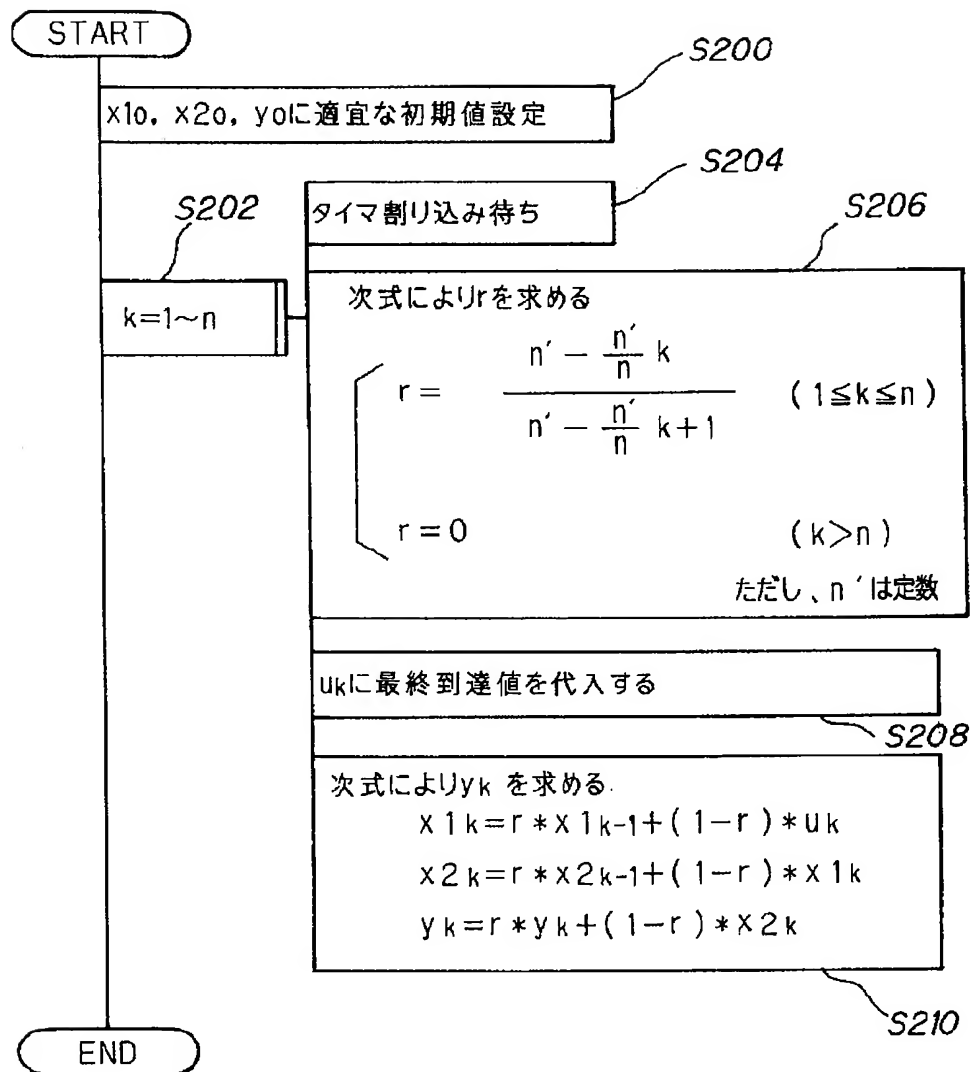 START
S200
x1o, x2o, yoに適宜な初期値設定
S204
タイマ割り込み待ち
S202
k=1~n
S206
次式によりrを求める
r = (n′ − n′/n k) / (n′ − n′/n k+1) (1≦k≦n)
r = 0 (k>n)
ただし、n′は定数
ukに最終到達値を代入する
S208
次式によりyk を求める.
x1k=r*x1k-1+(1-r)*uk
x2k=r*x2k-1+(1-r)*x1k
yk=r*yk+(1-r)*x2k
S210
END